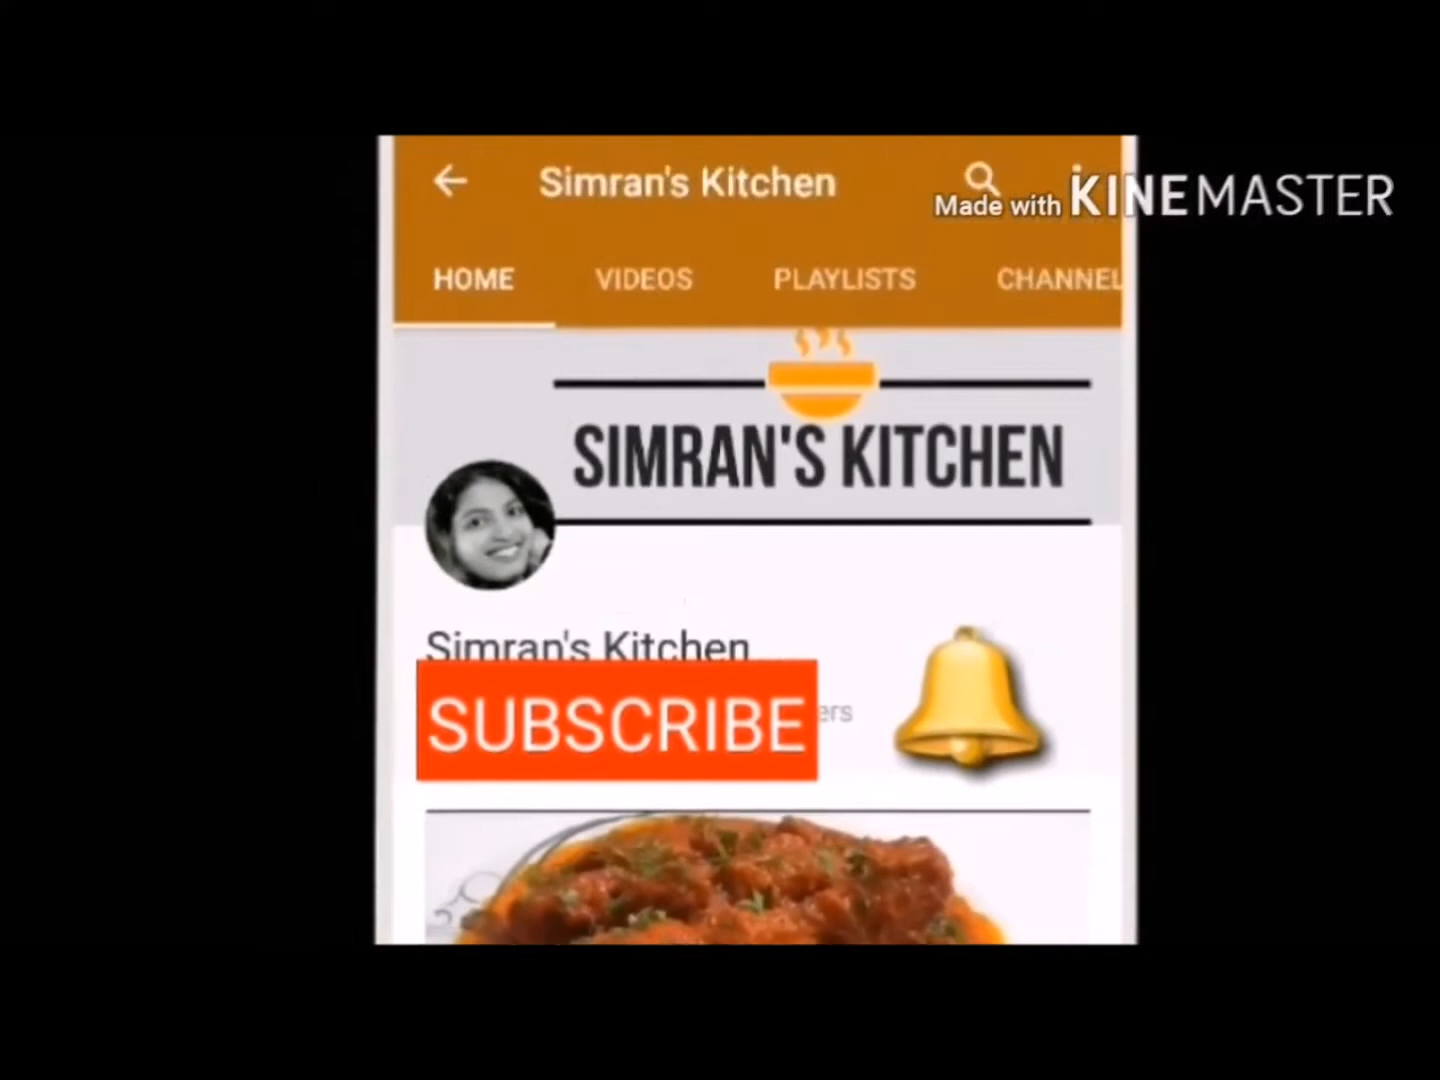 Simran's Kitchen
Made with KINEMASTER
HOME VIDEOS PLAYLISTS CHANNEL
SIMRAN'S KITCHEN
Simran's Kitchen
SUBSCRIBE